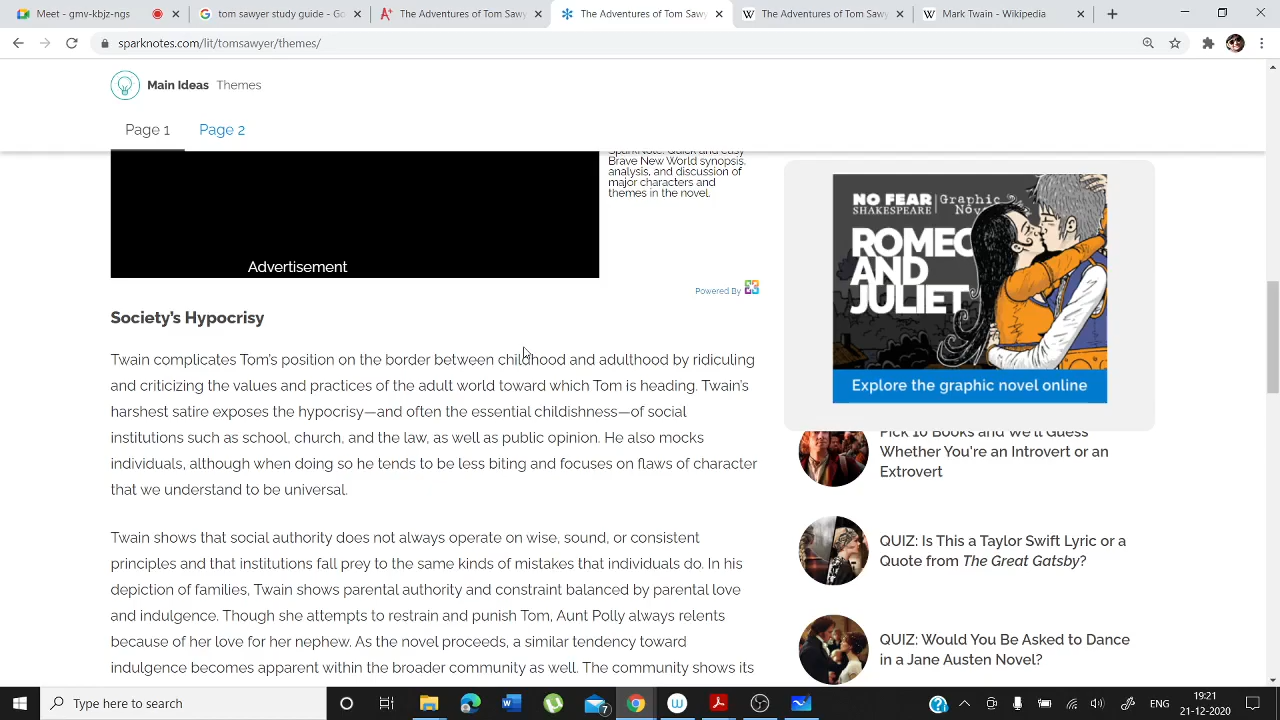 Meet - gmv-kbjz-nqs
tom sawyer study guide - Go
The Adventures of Tom Sawy
The Adventures of Tom Sawy
The Adventures of Tom Sawy
Mark Twain - Wikipedia
sparknotes.com/lit/tomsawyer/themes/
Main Ideas Themes
Page 1 Page 2
SparkNote: Quick and easy
Brave New World synopsis,
analysis, and discussion of
major characters and
themes in the novel.
Advertisement
Powered By
NO FEAR
SHAKESPEARE
Graphic
ROMEO
AND
JULIET
Explore the graphic novel online
Society's Hypocrisy
Twain complicates Tom's position on the border between childhood and adulthood by ridiculing
and criticizing the values and practices of the adult world toward which Tom is heading. Twain's
harshest satire exposes the hypocrisy—and often the essential childishness—of social
institutions such as school, church, and the law, as well as public opinion. He also mocks
individuals, although when doing so he tends to be less biting and focuses on flaws of character
that we understand to be universal.
Twain shows that social authority does not always operate on wise, sound, or consistent
principles and that institutions fall prey to the same kinds of mistakes that individuals do. In his
depiction of families, Twain shows parental authority and constraint balanced by parental love
and indulgence. Though she attempts to restrain and punish Tom, Aunt Polly always relents
because of her love for her nephew. As the novel proceeds, a similar tendency toward
indulgence becomes apparent within the broader community as well. The community shows its
Pick 10 Books and We'll Guess
Whether You're an Introvert or an
Extrovert
QUIZ: Is This a Taylor Swift Lyric or a
Quote from The Great Gatsby?
QUIZ: Would You Be Asked to Dance
in a Jane Austen Novel?
Type here to search
7
ENG
19:21
21-12-2020